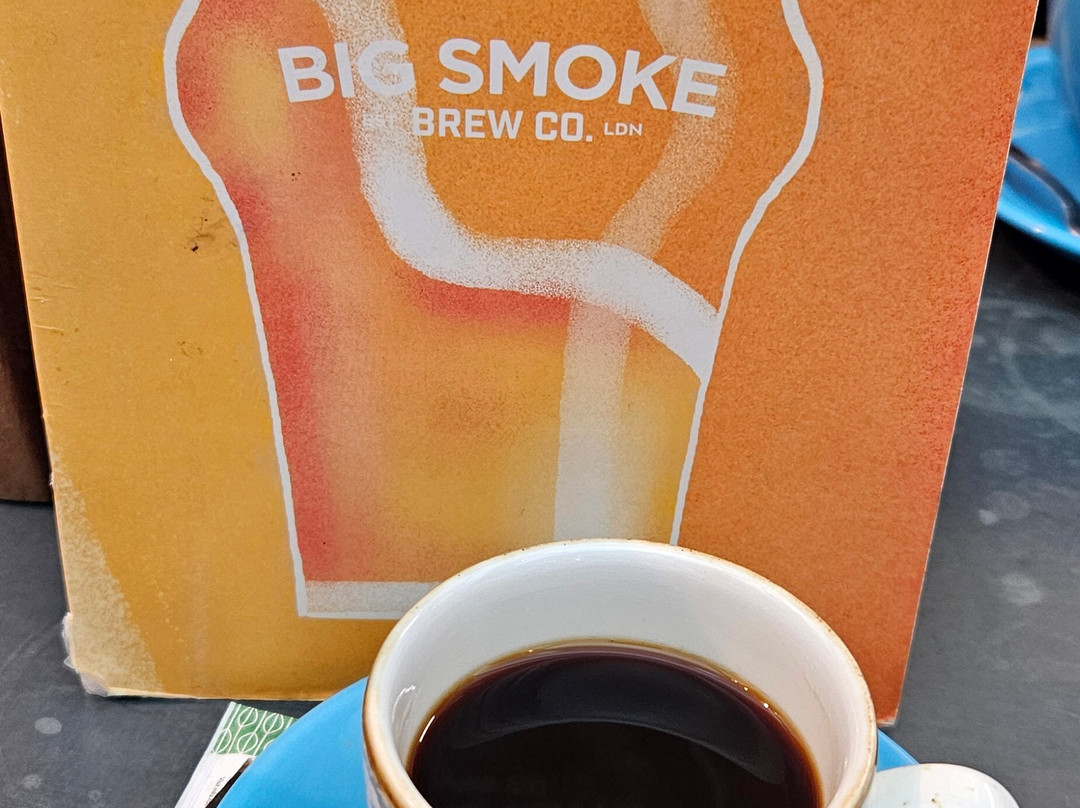 BIG SMOKE
BREW CO. LDN